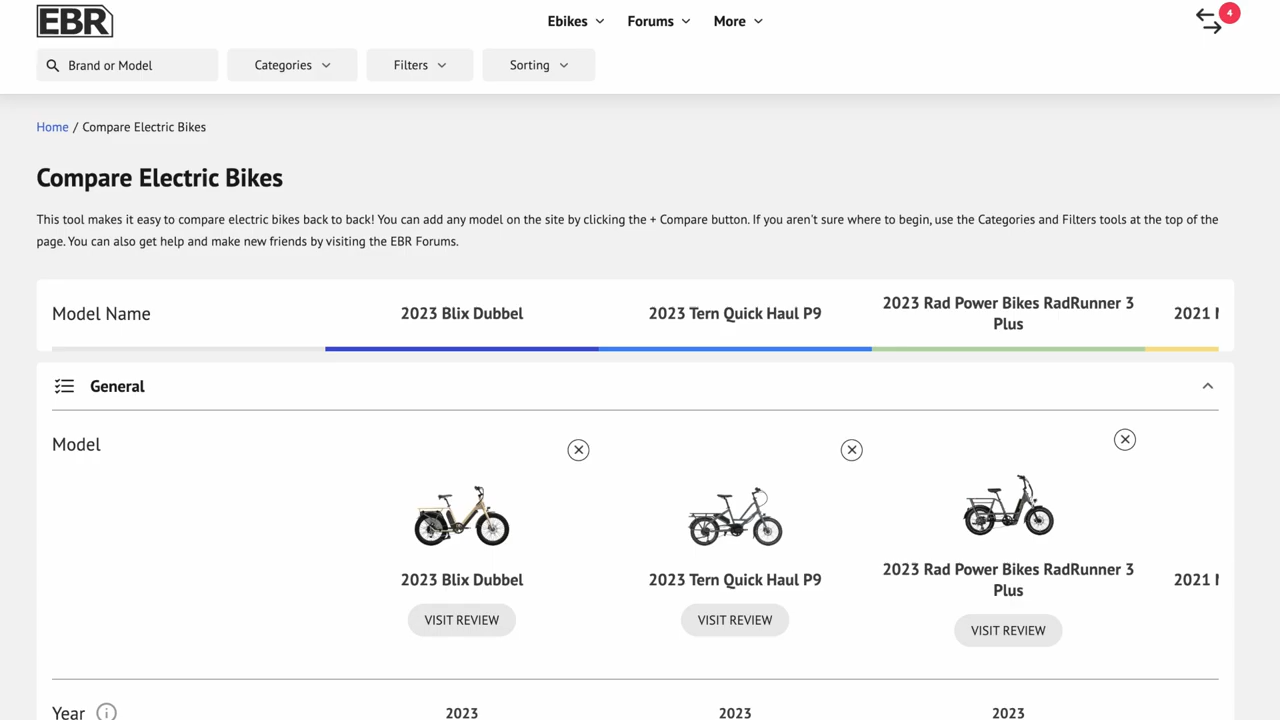 EBR
Ebikes
Forums
More
4
Brand or Model
Categories
Filters
Sorting
Home / Compare Electric Bikes
Compare Electric Bikes
This tool makes it easy to compare electric bikes back to back! You can add any model on the site by clicking the + Compare button. If you aren't sure where to begin, use the Categories and Filters tools at the top of the
page. You can also get help and make new friends by visiting the EBR Forums.
Model Name
2023 Blix Dubbel
2023 Tern Quick Haul P9
2023 Rad Power Bikes RadRunner 3
Plus
2021
General
Model
2023 Blix Dubbel
2023 Tern Quick Haul P9
2023 Rad Power Bikes RadRunner 3
Plus
2021
VISIT REVIEW
VISIT REVIEW
VISIT REVIEW
Year
2023
2023
2023